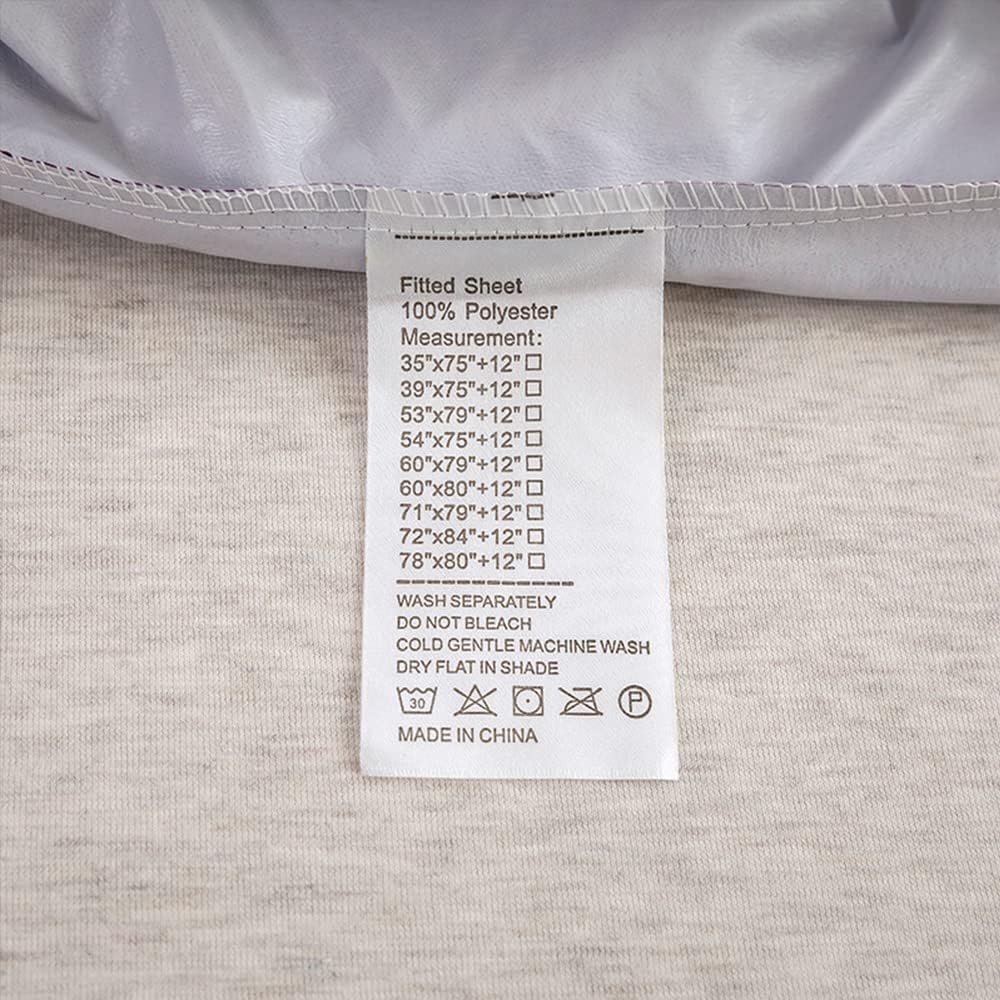 Fitted Sheet
100% Polyester
Measurement:
35"x75"+12"☐
39"x75"+12"☐
53"x79"+12"☐
54"x75"+12"☐
60"x79"+12"☐
60"x80"+12"☐
71"x79"+12"☐
72"x84"+12"☐
78"x80"+12"☐
WASH SEPARATELY
DO NOT BLEACH
COLD GENTLE MACHINE WASH
DRY FLAT IN SHADE
30 P
MADE IN CHINA